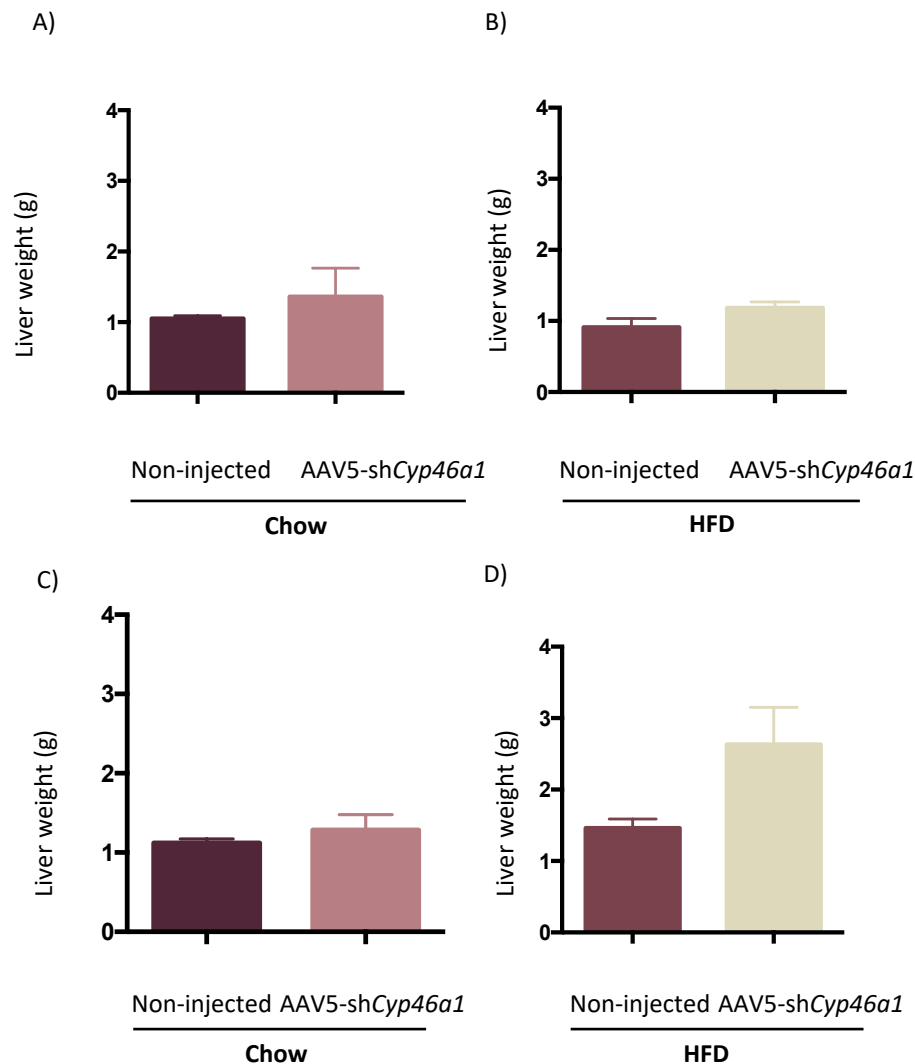 A)
4
3
2
1
0
Liver weight (g)
Non-injected
AAV5-shCyp46a1
Chow
B)
4
3
2
1
0
Liver weight (g)
Non-injected
AAV5-shCyp46a1
HFD
C)
4
3
2
1
0
Liver weight (g)
Non-injected
AAV5-shCyp46a1
Chow
D)
4
3
2
1
0
Liver weight (g)
Non-injected
AAV5-shCyp46a1
HFD